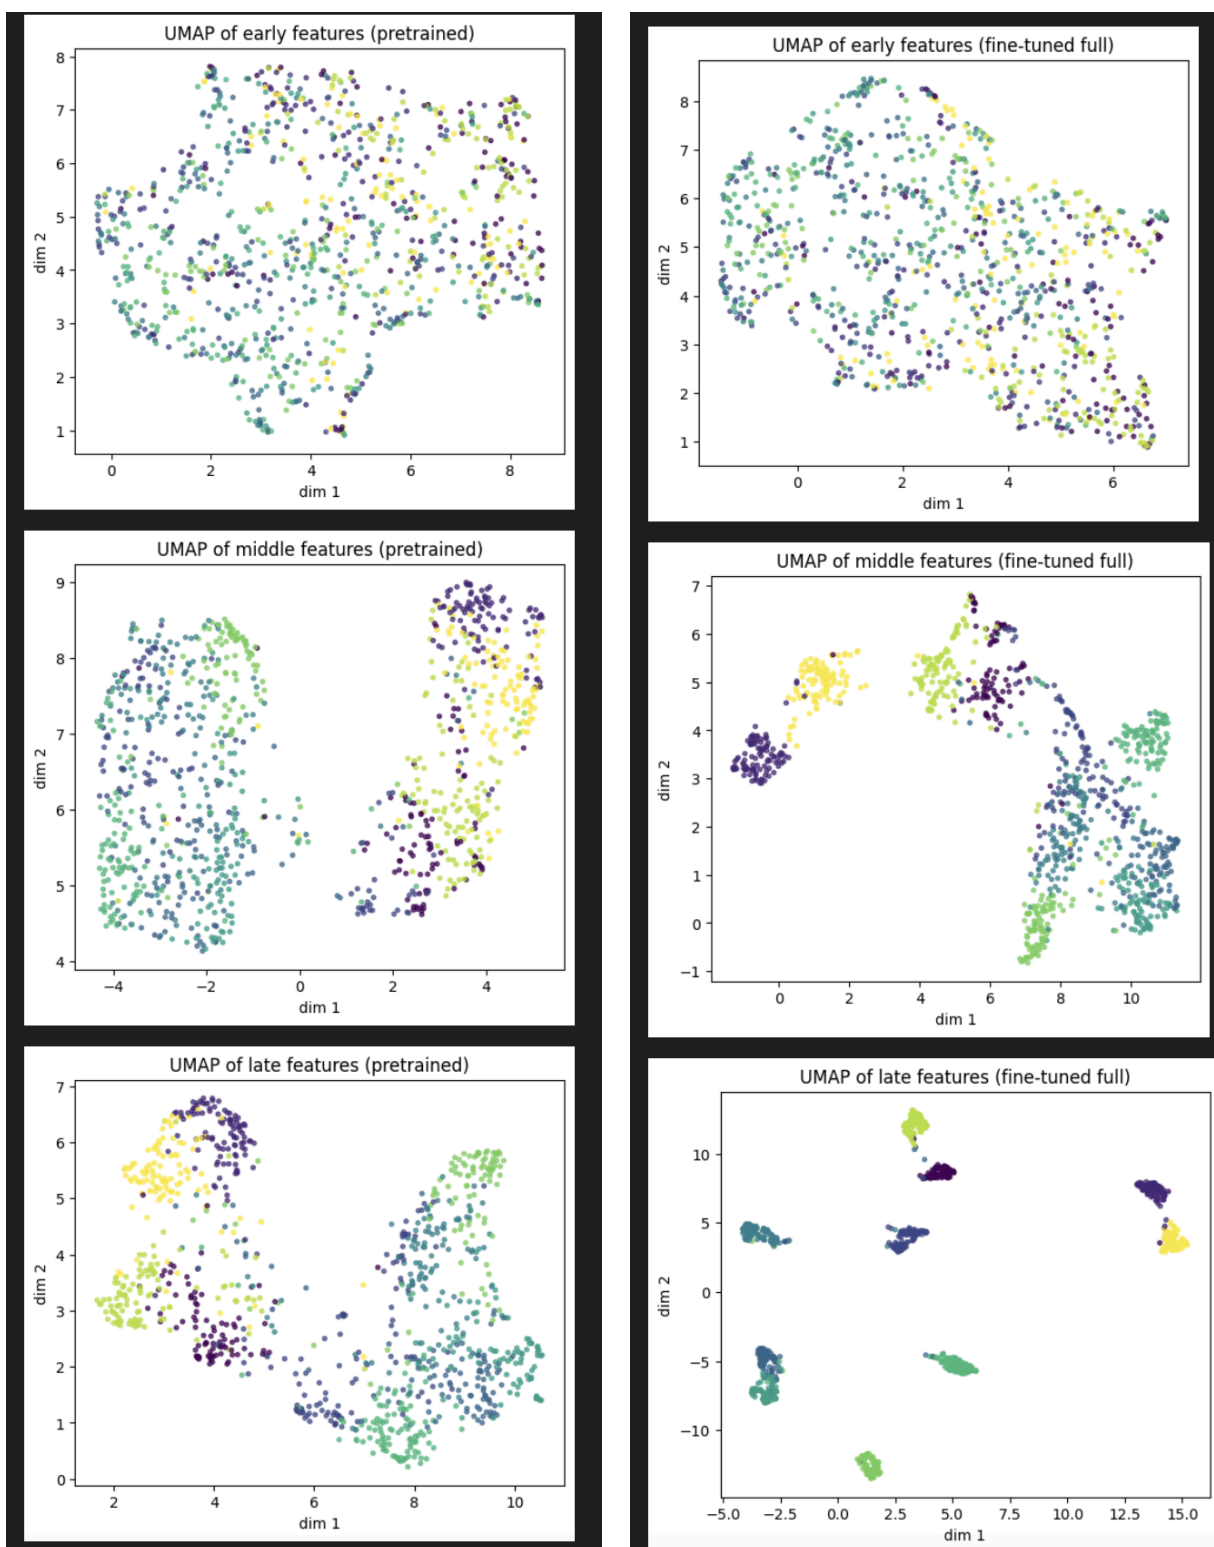 UMAP of early features (pretrained)
8
7
6
5
4
3
2
1
dim 2
0 2 4 6 8
dim 1
UMAP of early features (fine-tuned full)
8
7
6
5
4
3
2
1
dim 2
0 2 4 6
dim 1
UMAP of middle features (pretrained)
9
8
7
6
5
4
dim 2
−4 −2 0 2 4
dim 1
UMAP of middle features (fine-tuned full)
7
6
5
4
3
2
1
0
−1
dim 2
0 2 4 6 8 10
dim 1
UMAP of late features (pretrained)
7
6
5
4
3
2
1
0
dim 2
2 4 6 8 10
dim 1
UMAP of late features (fine-tuned full)
10
5
0
−5
−10
dim 2
−5.0 −2.5 0.0 2.5 5.0 7.5 10.0 12.5 15.0
dim 1